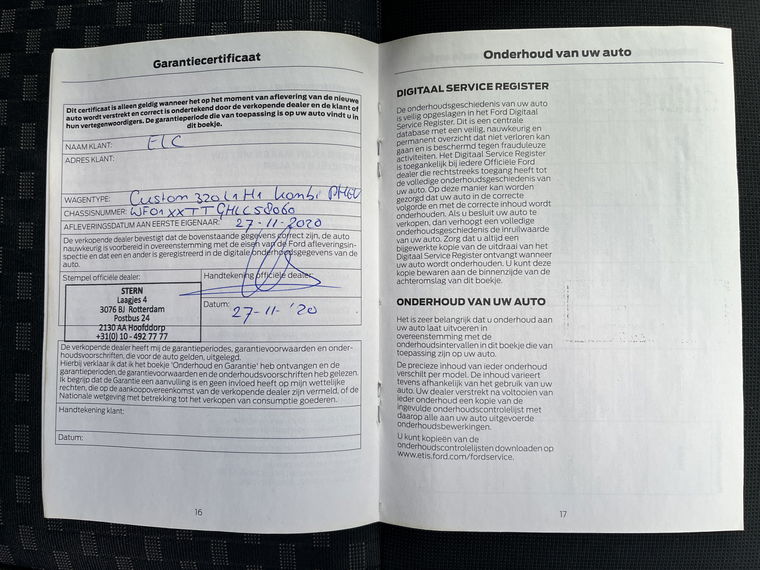 Garantiecertificaat
Dit certificaat is alleen geldig wanneer het op het moment van aflevering van de nieuwe
auto wordt verstrekt en correct is ondertekend door de verkopende dealer en de klant of
hun vertegenwoordigers. De garantieperiode die van toepassing is op uw auto vindt u in
dit boekje.
NAAM KLANT: ELC
ADRES KLANT:
WAGENTYPE: Custom 320 L1 H1 kombi PHEV
CHASSISNUMMER: WF01XXTTGHLC58060
AFLEVERINGSDATUM AAN EERSTE EIGENAAR: 27-11-2020
De verkopende dealer bevestigt dat de bovenstaande gegevens correct zijn, de auto
nauwkeurig is voorbereid in overeenstemming met de eisen van de Ford afleveringsin-
spectie en dat een en ander is geregistreerd in de digitale onderhoudsgegevens van de
auto.
Stempel officiële dealer:
Handtekening officiële dealer:
STERN
Laagjes 4
3076 BJ Rotterdam
Postbus 24
2130 AA Hoofddorp
+31(0) 10 - 492 77 77
Datum:
27-11-'20
De verkopende dealer heeft mij de garantieperiodes, garantievoorwaarden en onder-
houdsvoorschriften, die voor de auto gelden, uitgelegd.
Hierbij verklaar ik dat ik het boekje 'Onderhoud en Garantie' heb ontvangen en de
garantieperioden, de garantievoorwaarden en de onderhoudsvoorschriften heb gelezen.
Ik begrijp dat de Garantie een aanvulling is en geen invloed heeft op mijn wettelijke
rechten, die op de aankoopovereenkomst van de verkopende dealer zijn vermeld, of de
Nationale wetgeving met betrekking tot het verkopen van consumptie goederen.
Handtekening klant:
Datum:
16
Onderhoud van uw auto
DIGITAAL SERVICE REGISTER
De onderhoudsgeschiedenis van uw auto
is veilig opgeslagen in het Ford Digitaal
Service Register. Dit is een centrale
database met een veilig, nauwkeurig en
permanent overzicht dat niet verloren kan
gaan en is beschermd tegen frauduleuze
activiteiten. Het Digitaal Service Register
is toegankelijk bij iedere Officiële Ford
dealer die rechtstreeks toegang heeft tot
de volledige onderhoudsgeschiedenis van
uw auto. Op deze manier kan worden
gezorgd dat uw auto in de correcte
volgorde en met de correcte inhoud wordt
onderhouden. Als u besluit uw auto te
verkopen, dan verhoogt een volledige
onderhoudsgeschiedenis de inruilwaarde
van uw auto. Zorg dat u altijd een
bijgewerkte kopie van de uitdraai van het
Digitaal Service Register ontvangt wanneer
uw auto wordt onderhouden. U kunt deze
kopie bewaren aan de binnenzijde van de
achteromslag van dit boekje.
ONDERHOUD VAN UW AUTO
Het is zeer belangrijk dat u onderhoud aan
uw auto laat uitvoeren in
overeenstemming met de
onderhoudsintervallen in dit boekje die van
toepassing zijn op uw auto.
De precieze inhoud van ieder onderhoud
verschilt per model. De inhoud varieert
tevens afhankelijk van het gebruik van uw
auto. Uw dealer verstrekt na voltooien van
ieder onderhoud een kopie van de
ingevulde onderhoudcontrolelijst met
daarop alle aan uw auto uitgevoerde
onderhoudsbewerkingen.
U kunt kopieën van de
onderhoudcontrolelijsten downloaden op
www.etis.ford.com/fordservice.
17